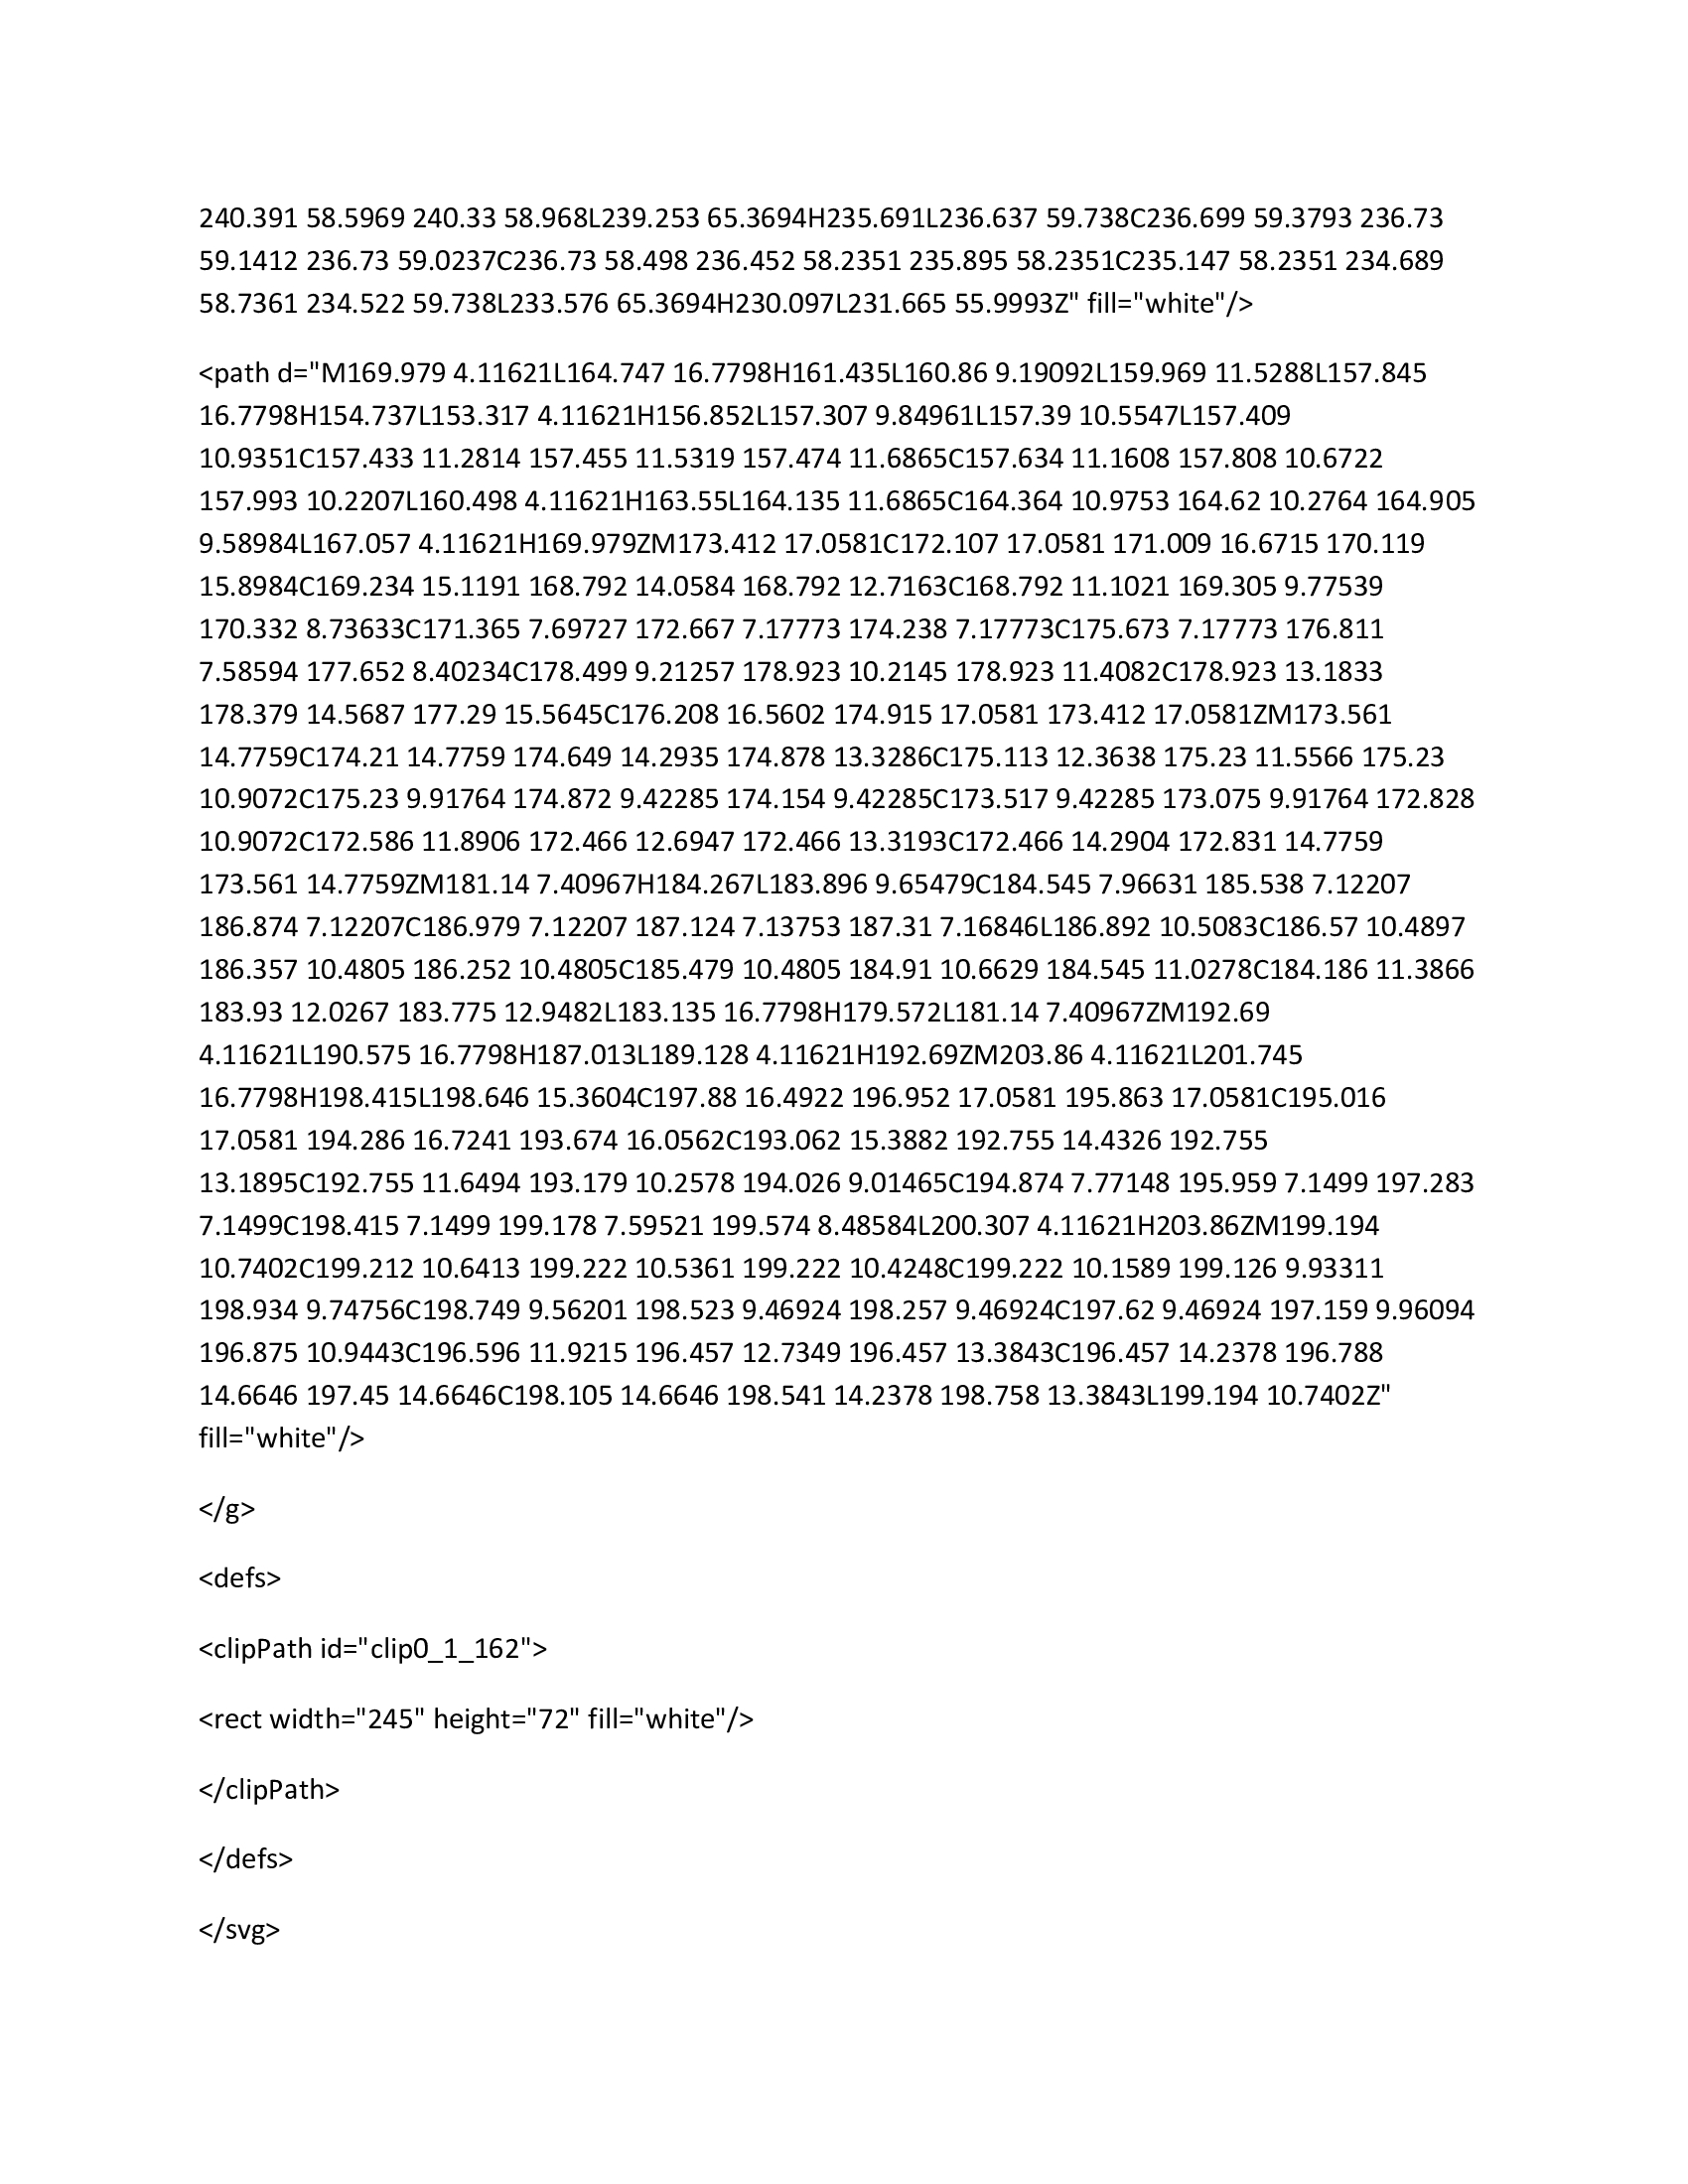 240.391 58.5969 240.33 58.968L239.253 65.3694H235.691L236.637 59.738C236.699 59.3793 236.73
59.1412 236.73 59.0237C236.73 58.498 236.452 58.2351 235.895 58.2351C235.147 58.2351 234.689
58.7361 234.522 59.738L233.576 65.3694H230.097L231.665 55.9993Z" fill="white"/>
<path d="M169.979 4.11621L164.747 16.7798H161.435L160.86 9.19092L159.969 11.5288L157.845
16.7798H154.737L153.317 4.11621H156.852L157.307 9.84961L157.39 10.5547L157.409
10.9351C157.433 11.2814 157.455 11.5319 157.474 11.6865C157.634 11.1608 157.808 10.6722
157.993 10.2207L160.498 4.11621H163.55L164.135 11.6865C164.364 10.9753 164.62 10.2764 164.905
9.58984L167.057 4.11621H169.979ZM173.412 17.0581C172.107 17.0581 171.009 16.6715 170.119
15.8984C169.234 15.1191 168.792 14.0584 168.792 12.7163C168.792 11.1021 169.305 9.77539
170.332 8.73633C171.365 7.69727 172.667 7.17773 174.238 7.17773C175.673 7.17773 176.811
7.58594 177.652 8.40234C178.499 9.21257 178.923 10.2145 178.923 11.4082C178.923 13.1833
178.379 14.5687 177.29 15.5645C176.208 16.5602 174.915 17.0581 173.412 17.0581ZM173.561
14.7759C174.21 14.7759 174.649 14.2935 174.878 13.3286C175.113 12.3638 175.23 11.5566 175.23
10.9072C175.23 9.91764 174.872 9.42285 174.154 9.42285C173.517 9.42285 173.075 9.91764 172.828
10.9072C172.586 11.8906 172.466 12.6947 172.466 13.3193C172.466 14.2904 172.831 14.7759
173.561 14.7759ZM181.14 7.40967H184.267L183.896 9.65479C184.545 7.96631 185.538 7.12207
186.874 7.12207C186.979 7.12207 187.124 7.13753 187.31 7.16846L186.892 10.5083C186.57 10.4897
186.357 10.4805 186.252 10.4805C185.479 10.4805 184.91 10.6629 184.545 11.0278C184.186 11.3866
183.93 12.0267 183.775 12.9482L183.135 16.7798H179.572L181.14 7.40967ZM192.69
4.11621L190.575 16.7798H187.013L189.128 4.11621H192.69ZM203.86 4.11621L201.745
16.7798H198.415L198.646 15.3604C197.88 16.4922 196.952 17.0581 195.863 17.0581C195.016
17.0581 194.286 16.7241 193.674 16.0562C193.062 15.3882 192.755 14.4326 192.755
13.1895C192.755 11.6494 193.179 10.2578 194.026 9.01465C194.874 7.77148 195.959 7.1499 197.283
7.1499C198.415 7.1499 199.178 7.59521 199.574 8.48584L200.307 4.11621H203.86ZM199.194
10.7402C199.212 10.6413 199.222 10.5361 199.222 10.4248C199.222 10.1589 199.126 9.93311
198.934 9.74756C198.749 9.56201 198.523 9.46924 198.257 9.46924C197.62 9.46924 197.159 9.96094
196.875 10.9443C196.596 11.9215 196.457 12.7349 196.457 13.3843C196.457 14.2378 196.788
14.6646 197.45 14.6646C198.105 14.6646 198.541 14.2378 198.758 13.3843L199.194 10.7402Z"
fill="white"/>
</g>
<defs>
<clipPath id="clip0_1_162">
<rect width="245" height="72" fill="white"/>
</clipPath>
</defs>
</svg>